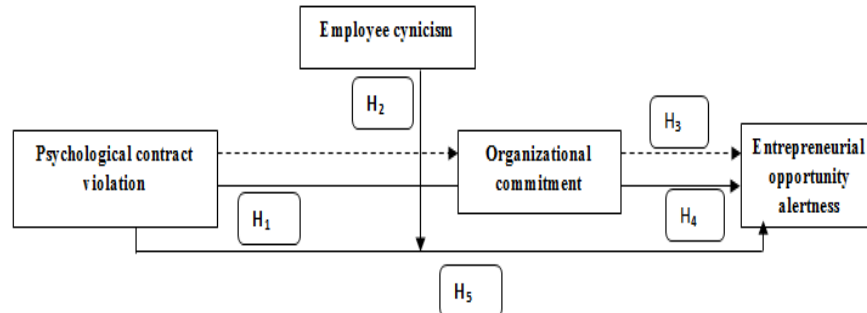 Employee cynicism
H2
H3
Psychological contract
violation
Organizational
commitment
Entrepreneurial
opportunity
alertness
H1
H4
H5